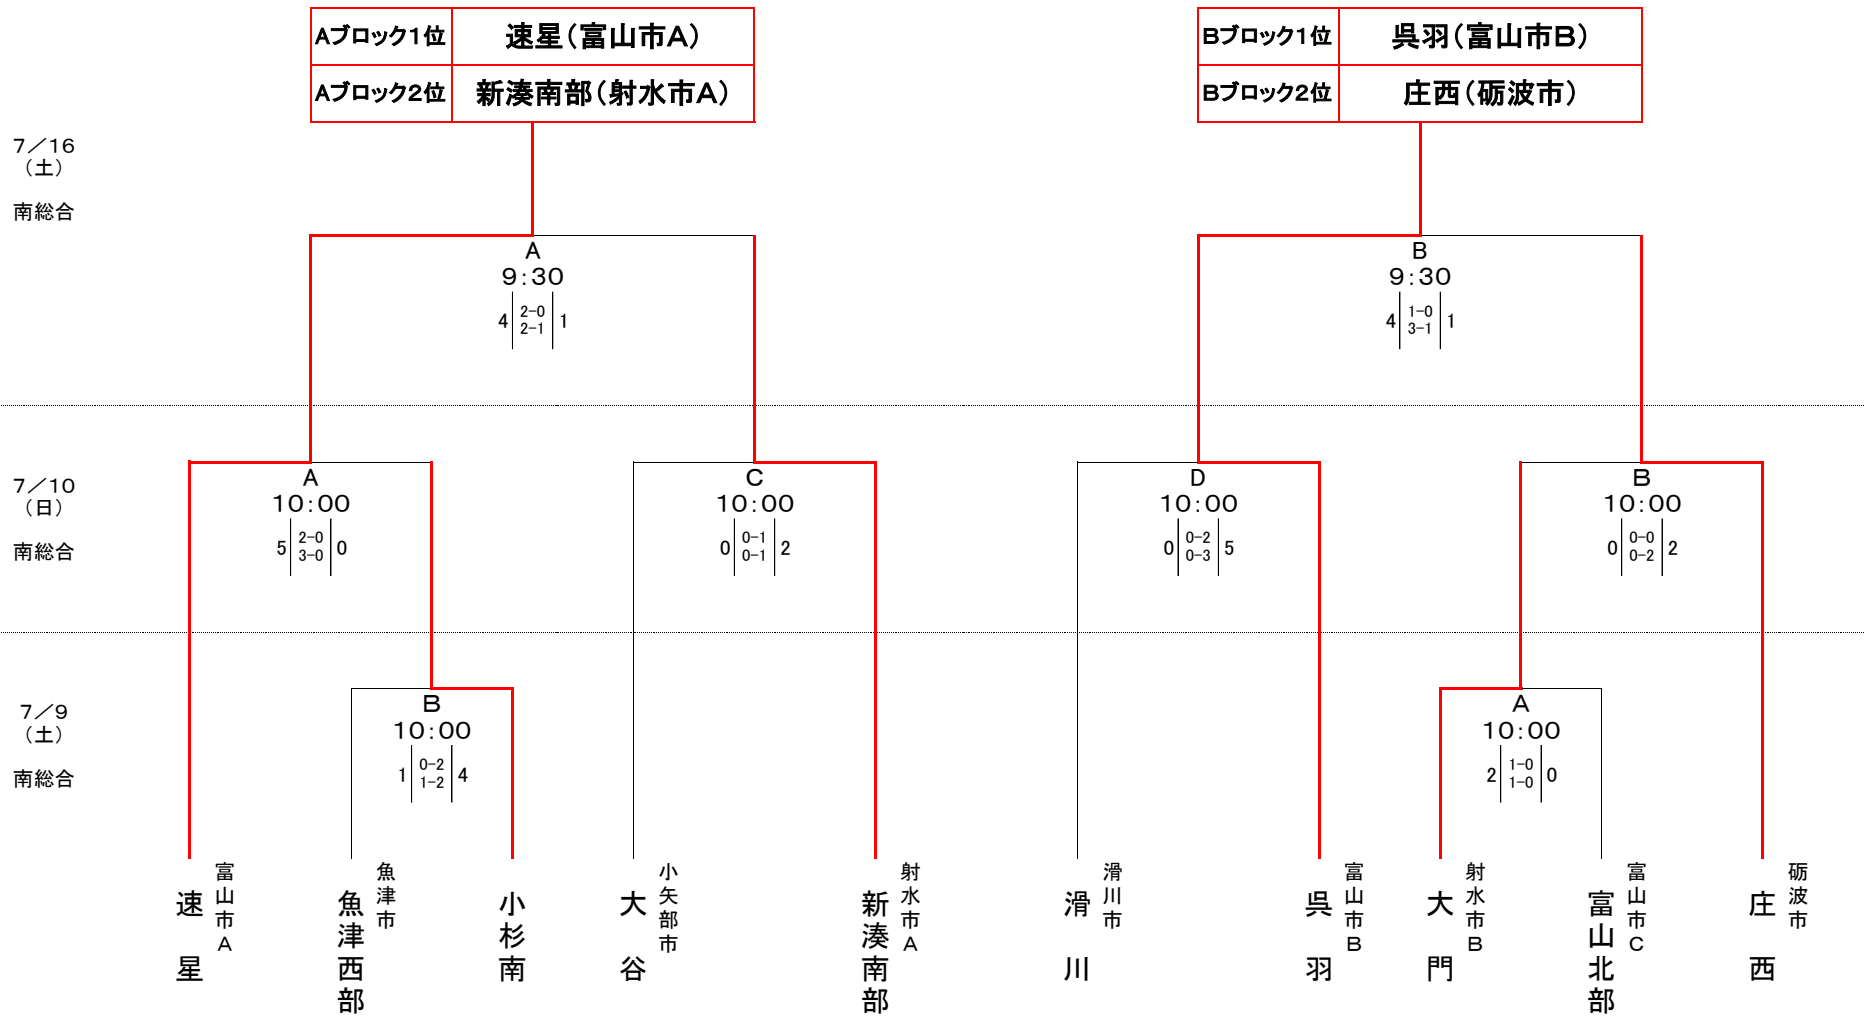 Aブロック1位 速星(富山市A)
Aブロック2位 新湊南部(射水市A)
Bブロック1位 呉羽(富山市B)
Bブロック2位 庄西(砺波市)
7/16
(土)
南総合
A
9:30
4 2-0 1
2-1
B
9:30
4 1-0 1
3-1
7/10
(日)
南総合
A
10:00
5 2-0 0
3-0
C
10:00
0 0-1 2
0-1
D
10:00
0 0-2 5
0-3
B
10:00
0 0-0 2
0-2
7/9
(土)
南総合
B
10:00
1 0-2 4
1-2
A
10:00
2 1-0 0
1-0
速星
富山市A
魚津西部
魚津市
小杉南
大谷
小矢部市
新湊南部
射水市A
滑川
滑川市
呉羽
富山市B
大門
射水市B
富山北部
富山市C
庄西
砺波市